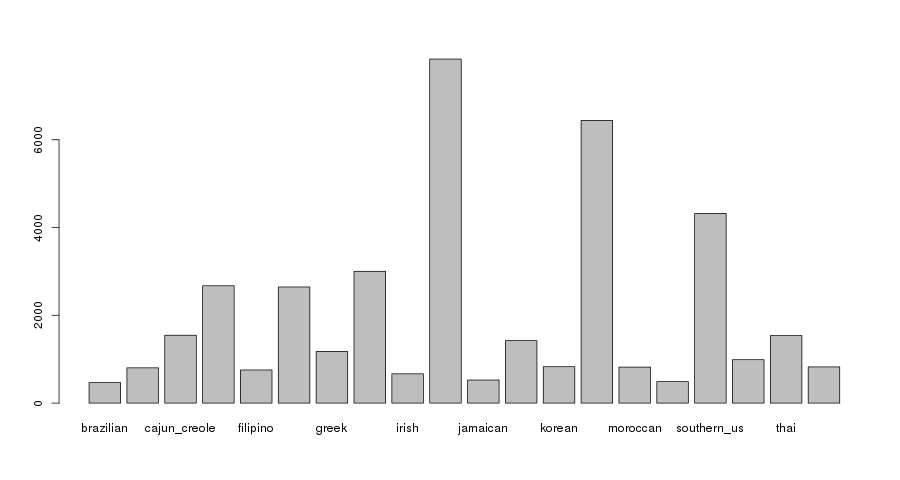 6000
4000
2000
0
brazilian cajun_creole filipino greek irish jamaican korean moroccan southern_us thai